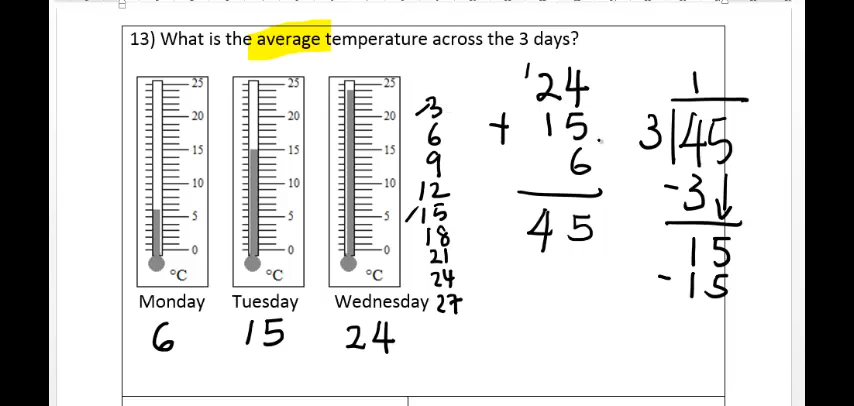 13) What is the average temperature across the 3 days?
25 25 25
20 20 20
15 15 15
10 10 10
5 5 5
0 0 0
°C °C °C
Monday Tuesday Wednesday
6 15 24
3
6
9
12
15
18
21
24
27
1
24
+ 15
6
45
1
3 45
-3
15
-15